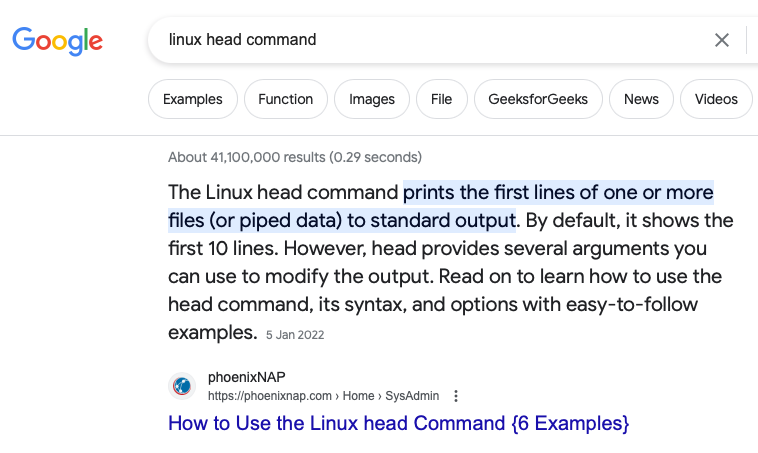 Google
linux head command
Examples Function Images File GeeksforGeeks News Videos
About 41,100,000 results (0.29 seconds)
The Linux head command prints the first lines of one or more
files (or piped data) to standard output. By default, it shows the
first 10 lines. However, head provides several arguments you
can use to modify the output. Read on to learn how to use the
head command, its syntax, and options with easy-to-follow
examples. 5 Jan 2022
phoenixNAP
https://phoenixnap.com › Home › SysAdmin
How to Use the Linux head Command {6 Examples}